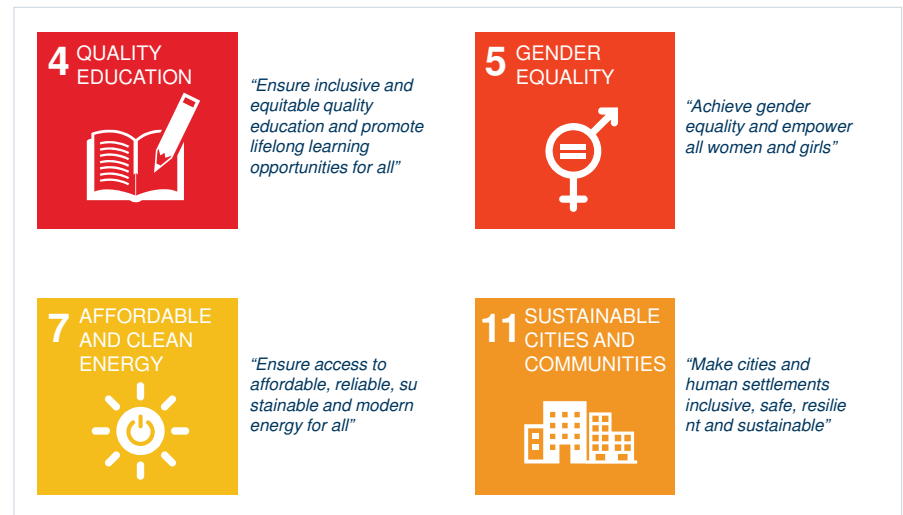 4 QUALITY
EDUCATION
“Ensure inclusive and
equitable quality
education and promote
lifelong learning
opportunities for all”
5 GENDER
EQUALITY
“Achieve gender
equality and empower
all women and girls”
7 AFFORDABLE
AND CLEAN
ENERGY
“Ensure access to
affordable, reliable, su
stainable and modern
energy for all”
11 SUSTAINABLE
CITIES AND
COMMUNITIES
“Make cities and
human settlements
inclusive, safe, resilie
nt and sustainable”